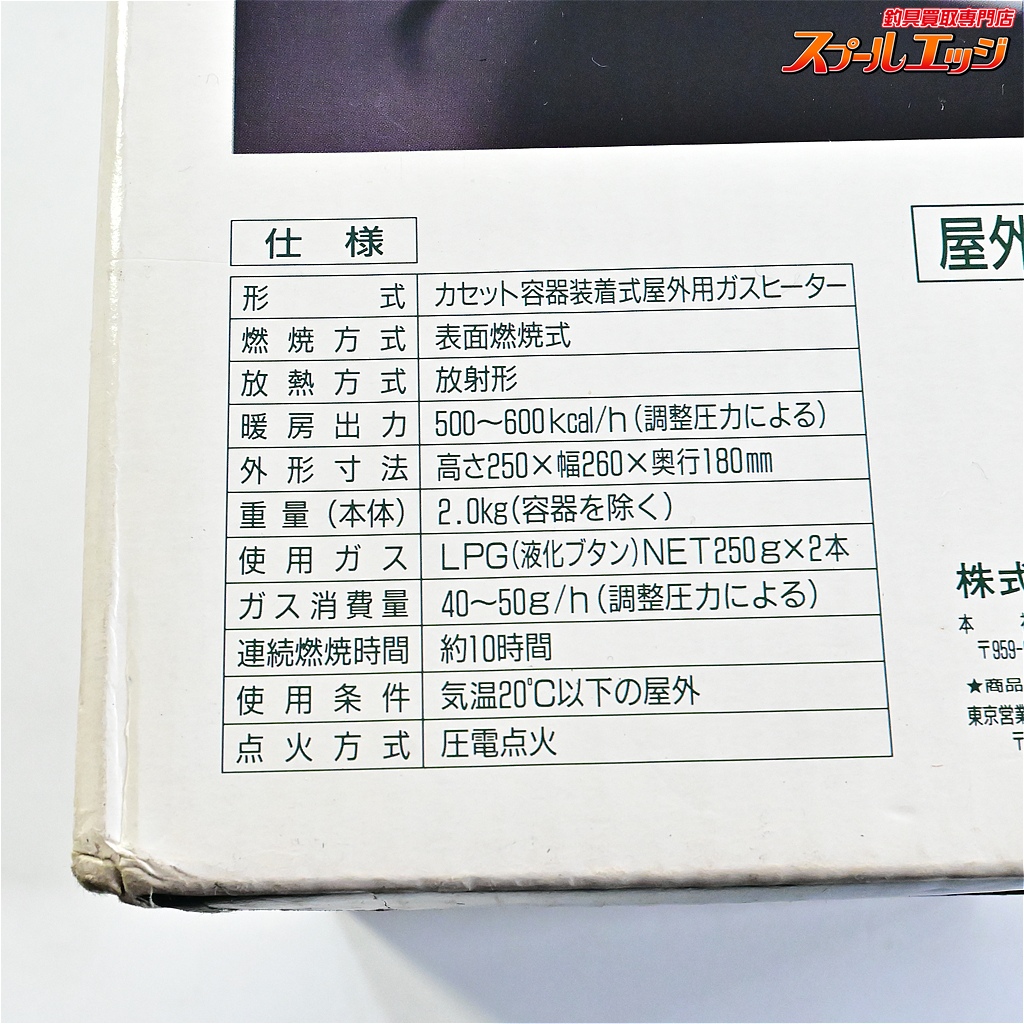 釣具買取専門店
スプールエッジ
仕様
形式 カセット容器装着式屋外用ガスヒーター
燃焼方式 表面燃焼式
放熱方式 放射形
暖房出力 500〜600kcal/h(調整圧力による)
外形寸法 高さ250×幅260×奥行180mm
重量(本体) 2.0kg(容器を除く)
使用ガス LPG(液化ブタン)NET250g×2本
ガス消費量 40〜50g/h(調整圧力による)
連続燃焼時間 約10時間
使用条件 気温20℃以下の屋外
点火方式 圧電点火
屋外
株式
本
〒959-
★商品
東京営業
〒